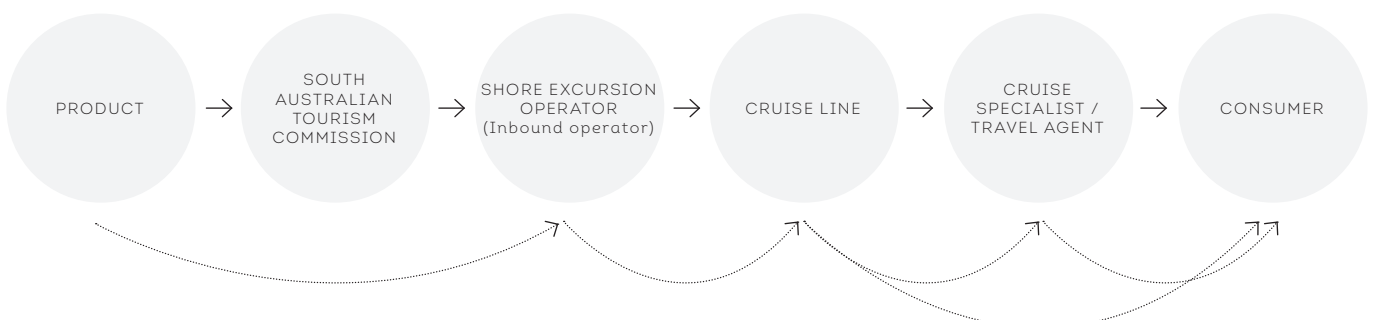 PRODUCT
SOUTH
AUSTRALIAN
TOURISM
COMMISSION
SHORE EXCURSION
OPERATOR
(Inbound operator)
CRUISE LINE
CRUISE
SPECIALIST /
TRAVEL AGENT
CONSUMER